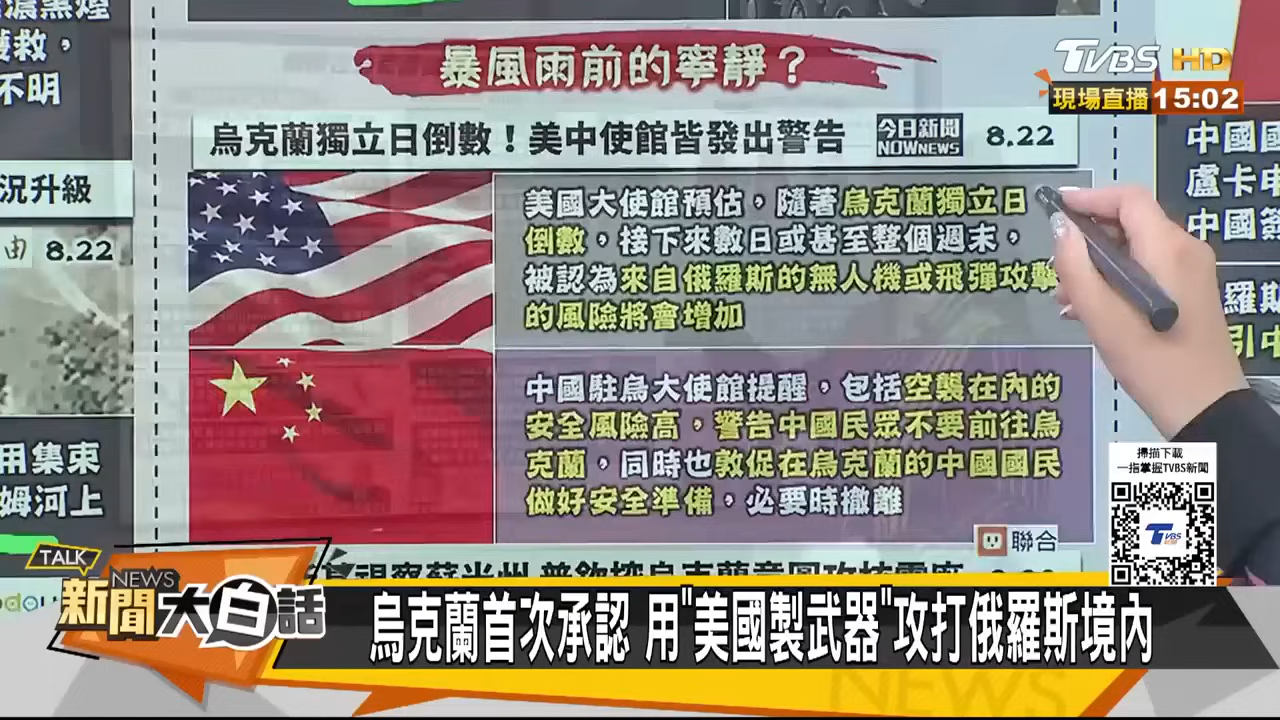 濃黑煙
救，
不明
況升級
由 8.22
用集束
姆河上
暴風雨前的寧靜？
烏克蘭獨立日倒數！美中使館皆發出警告 今日新聞 NOWNEWS 8.22
美國大使館預估，隨著烏克蘭獨立日
倒數，接下來數日或甚至整個週末，
被認為來自俄羅斯的無人機或飛彈攻擊
的風險將會增加
中國駐烏大使館提醒，包括空襲在內的
安全風險高，警告中國民眾不要前往烏
克蘭，同時也敦促在烏克蘭的中國國民
做好安全準備，必要時撤離
聯合
TVBS HD
現場直播 15:02
中國
盧卡
中國簽
羅斯
引中
掃描下載
一指掌握TVBS新聞
TVBS
TALK
NEWS
新聞大白話
烏克蘭首次承認 用"美國製武器"攻打俄羅斯境內
NEWS